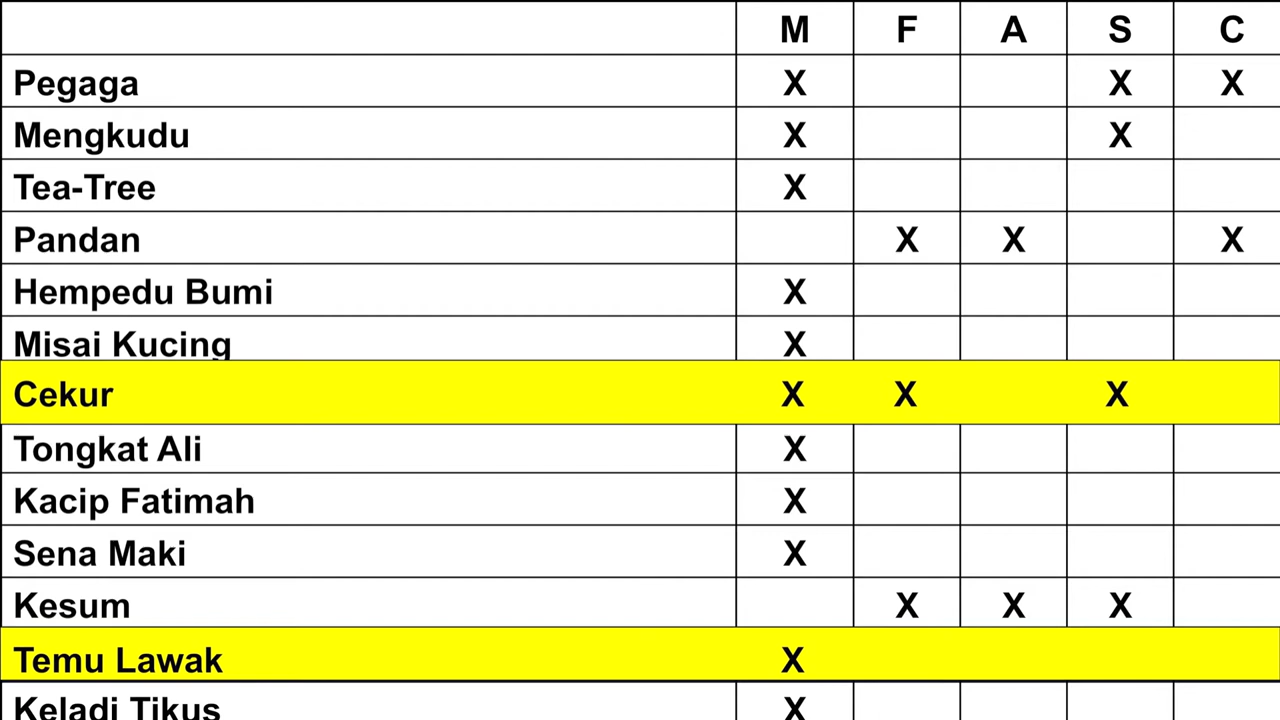 M F A S C
Pegaga X X X
Mengkudu X X
Tea-Tree X
Pandan X X X
Hempedu Bumi X
Misai Kucing X
Cekur X X X
Tongkat Ali X
Kacip Fatimah X
Sena Maki X
Kesum X X X
Temu Lawak X
Keladi Tikus X